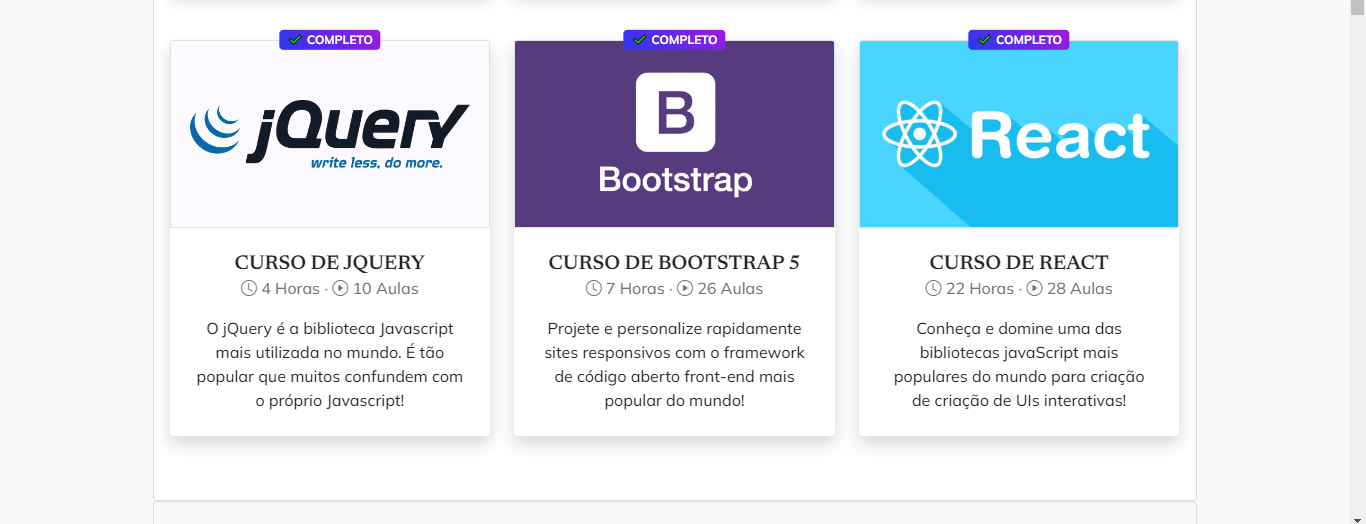 COMPLETO
jQuery
write less, do more.
CURSO DE JQUERY
4 Horas · 10 Aulas
O jQuery é a biblioteca Javascript
mais utilizada no mundo. É tão
popular que muitos confundem com
o próprio Javascript!
COMPLETO
B
Bootstrap
CURSO DE BOOTSTRAP 5
7 Horas · 26 Aulas
Projete e personalize rapidamente
sites responsivos com o framework
de código aberto front-end mais
popular do mundo!
COMPLETO
React
CURSO DE REACT
22 Horas · 28 Aulas
Conheça e domine uma das
bibliotecas javaScript mais
populares do mundo para criação
de criação de UIs interativas!